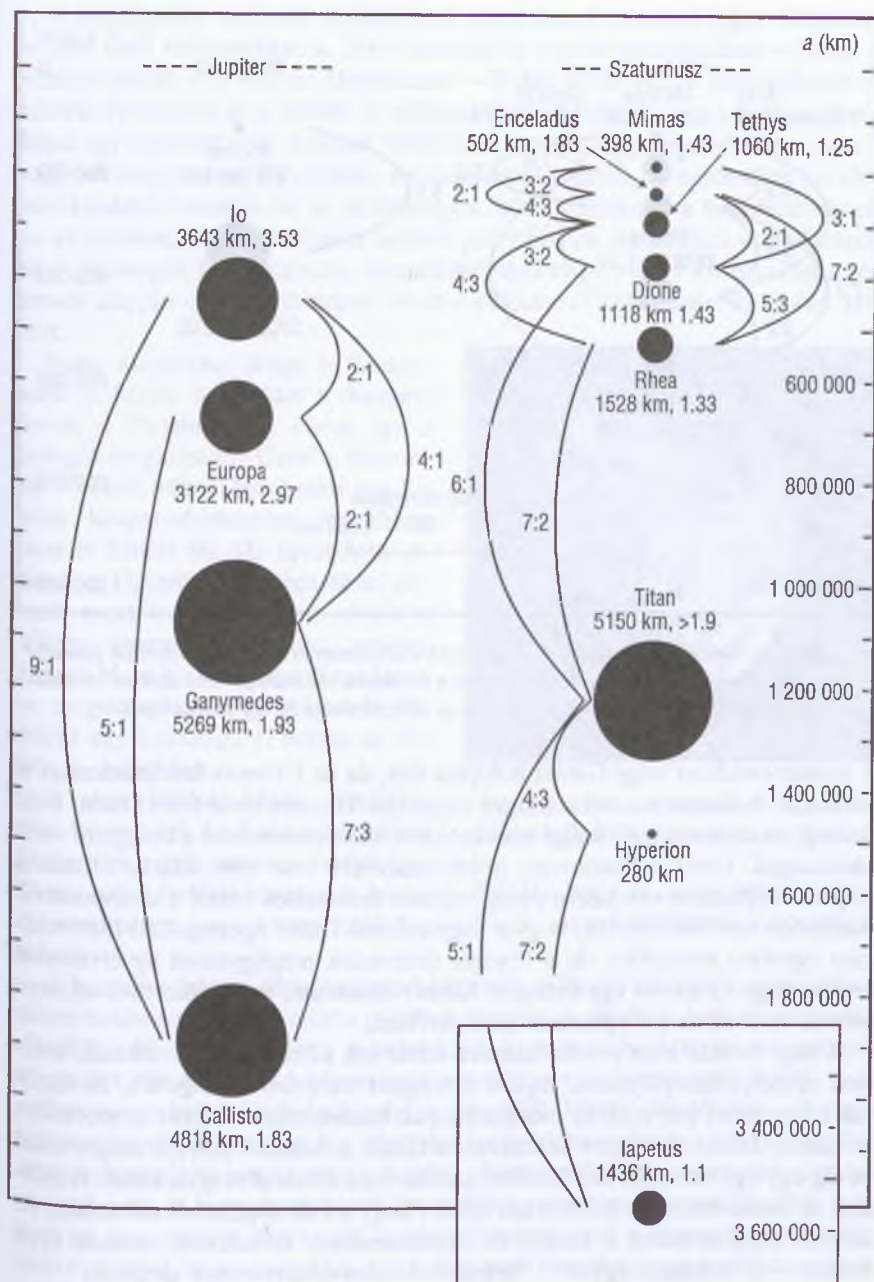 a (km)
Jupiter
Szaturnusz
Enceladus
502 km, 1.83
Mimas
398 km, 1.43
Tethys
1060 km, 1.25
2:1
3:2
4:3
3:2
4:3
3:1
2:1
7:2
5:3
Io
3643 km, 3.53
Dione
1118 km 1.43
Rhea
1528 km, 1.33
600 000
2:1
Europa
3122 km, 2.97
4:1
2:1
6:1
7:2
800 000
1 000 000
Titan
5150 km, >1.9
9:1
5:1
Ganymedes
5269 km, 1.93
1 200 000
7:3
4:3
1 400 000
Hyperion
280 km
1 600 000
5:1
7:2
1 800 000
Callisto
4818 km, 1.83
3 400 000
Iapetus
1436 km, 1.1
3 600 000